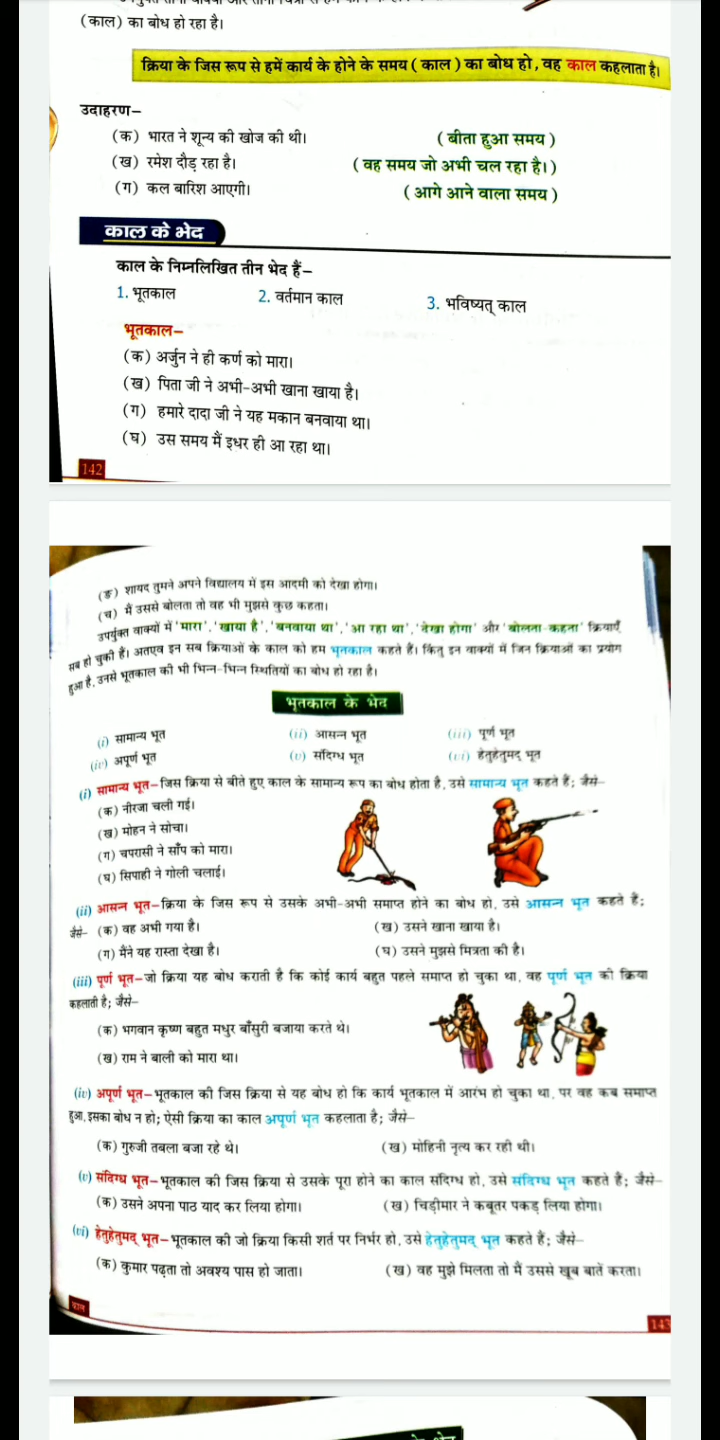 (काल) का बोध हो रहा है।
क्रिया के जिस रूप से हमें कार्य के होने के समय ( काल ) का बोध हो, वह काल कहलाता है।
उदाहरण–
(क) भारत ने शून्य की खोज की थी। ( बीता हुआ समय )
(ख) रमेश दौड़ रहा है। ( वह समय जो अभी चल रहा है। )
(ग) कल बारिश आएगी। ( आगे आने वाला समय )
काल के भेद
काल के निम्नलिखित तीन भेद हैं–
1. भूतकाल 2. वर्तमान काल 3. भविष्यत् काल
भूतकाल–
(क) अर्जुन ने ही कर्ण को मारा।
(ख) पिता जी ने अभी-अभी खाना खाया है।
(ग) हमारे दादा जी ने यह मकान बनवाया था।
(घ) उस समय मैं इधर ही आ रहा था।
142
(ङ) शायद तुमने अपने विद्यालय में इस आदमी को देखा होगा।
(च) मैं उससे बोलता तो वह भी मुझसे कुछ कहता।
उपर्युक्त वाक्यों में 'मारा', 'खाया है', 'बनवाया था', 'आ रहा था', 'देखा होगा' और 'बोलता-कहता' क्रियाएँ
सब हो चुकी हैं। अतएव इन सब क्रियाओं के काल को हम भूतकाल कहते हैं। किंतु इन वाक्यों में जिन क्रियाओं का प्रयोग
हुआ है, उनसे भूतकाल की भी भिन्न-भिन्न स्थितियों का बोध हो रहा है।
भूतकाल के भेद
(i) सामान्य भूत (ii) आसन्न भूत (iii) पूर्ण भूत
(iv) अपूर्ण भूत (v) संदिग्ध भूत (vi) हेतुहेतुमद् भूत
(i) सामान्य भूत–जिस क्रिया से बीते हुए काल के सामान्य रूप का बोध होता है, उसे सामान्य भूत कहते हैं; जैसे–
(क) नीरजा चली गई।
(ख) मोहन ने सोचा।
(ग) चपरासी ने साँप को मारा।
(घ) सिपाही ने गोली चलाई।
(ii) आसन्न भूत–क्रिया के जिस रूप से उसके अभी-अभी समाप्त होने का बोध हो, उसे आसन्न भूत कहते हैं;
जैसे– (क) वह अभी गया है। (ख) उसने खाना खाया है।
(ग) मैंने यह रास्ता देखा है। (घ) उसने मुझसे मित्रता की है।
(iii) पूर्ण भूत–जो क्रिया यह बोध कराती है कि कोई कार्य बहुत पहले समाप्त हो चुका था, वह पूर्ण भूत की क्रिया
कहलाती है; जैसे–
(क) भगवान कृष्ण बहुत मधुर बाँसुरी बजाया करते थे।
(ख) राम ने बाली को मारा था।
(iv) अपूर्ण भूत–भूतकाल की जिस क्रिया से यह बोध हो कि कार्य भूतकाल में आरंभ हो चुका था, पर वह कब समाप्त
हुआ, इसका बोध न हो; ऐसी क्रिया का काल अपूर्ण भूत कहलाता है; जैसे–
(क) गुरुजी तबला बजा रहे थे। (ख) मोहिनी नृत्य कर रही थी।
(v) संदिग्ध भूत–भूतकाल की जिस क्रिया से उसके पूरा होने का काल संदिग्ध हो, उसे संदिग्ध भूत कहते हैं; जैसे–
(क) उसने अपना पाठ याद कर लिया होगा। (ख) चिड़ीमार ने कबूतर पकड़ लिया होगा।
(vi) हेतुहेतुमद् भूत–भूतकाल की जो क्रिया किसी शर्त पर निर्भर हो, उसे हेतुहेतुमद् भूत कहते हैं; जैसे–
(क) कुमार पढ़ता तो अवश्य पास हो जाता। (ख) वह मुझे मिलता तो मैं उससे खूब बातें करता।
काल
143